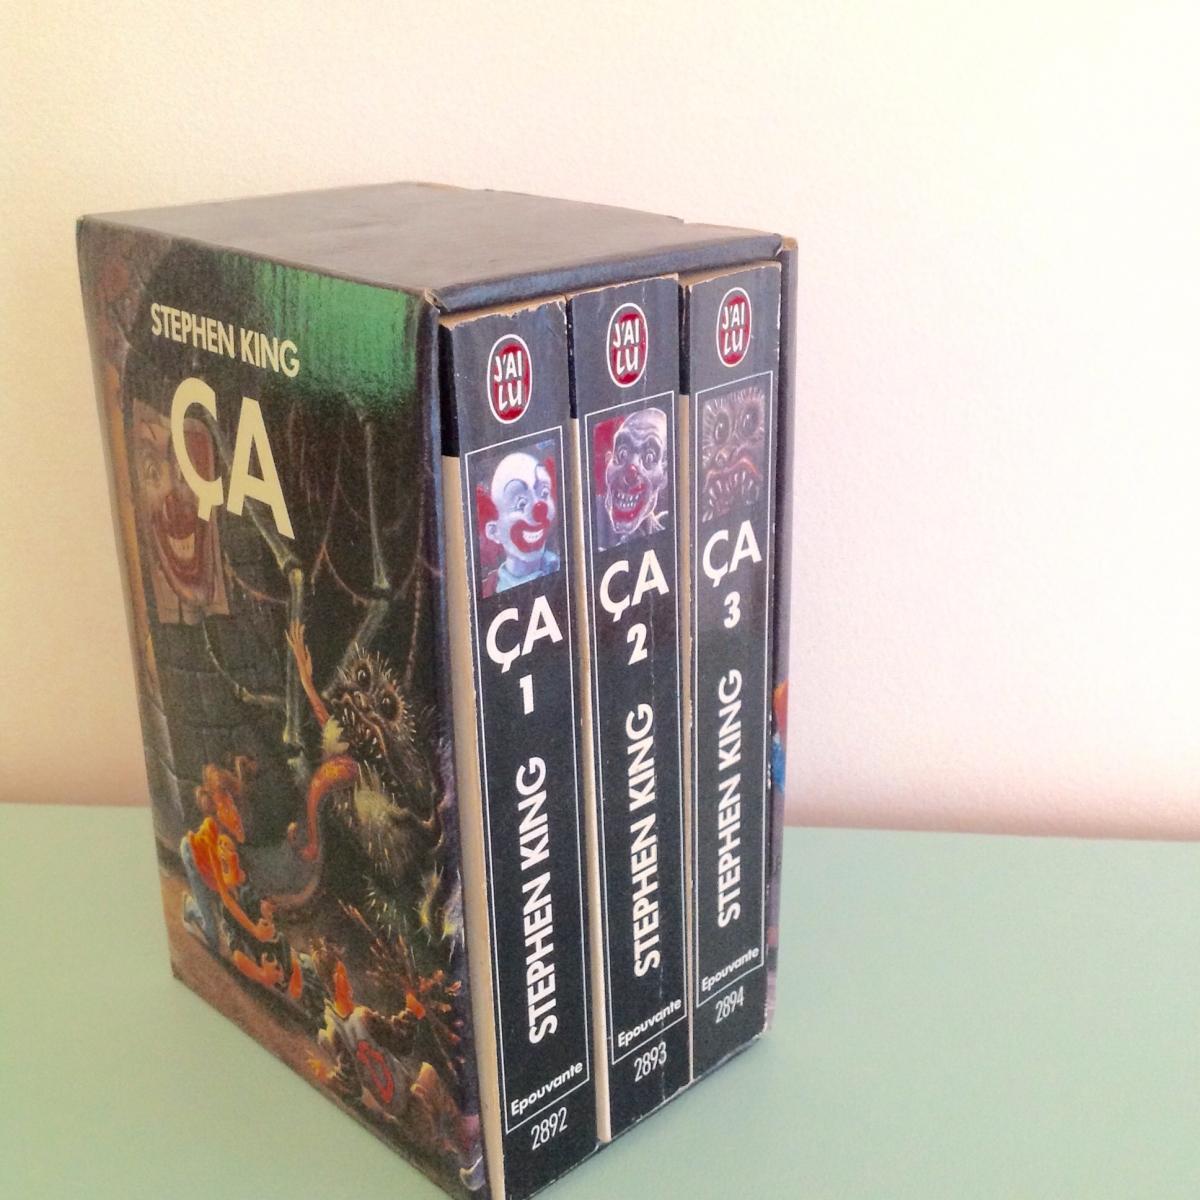 STEPHEN KING
ÇA
J'AI
LU
ÇA
1
STEPHEN KING
Epouvante
2892
J'AI
LU
ÇA
2
STEPHEN KING
Epouvante
2893
J'AI
LU
ÇA
3
STEPHEN KING
Epouvante
2894